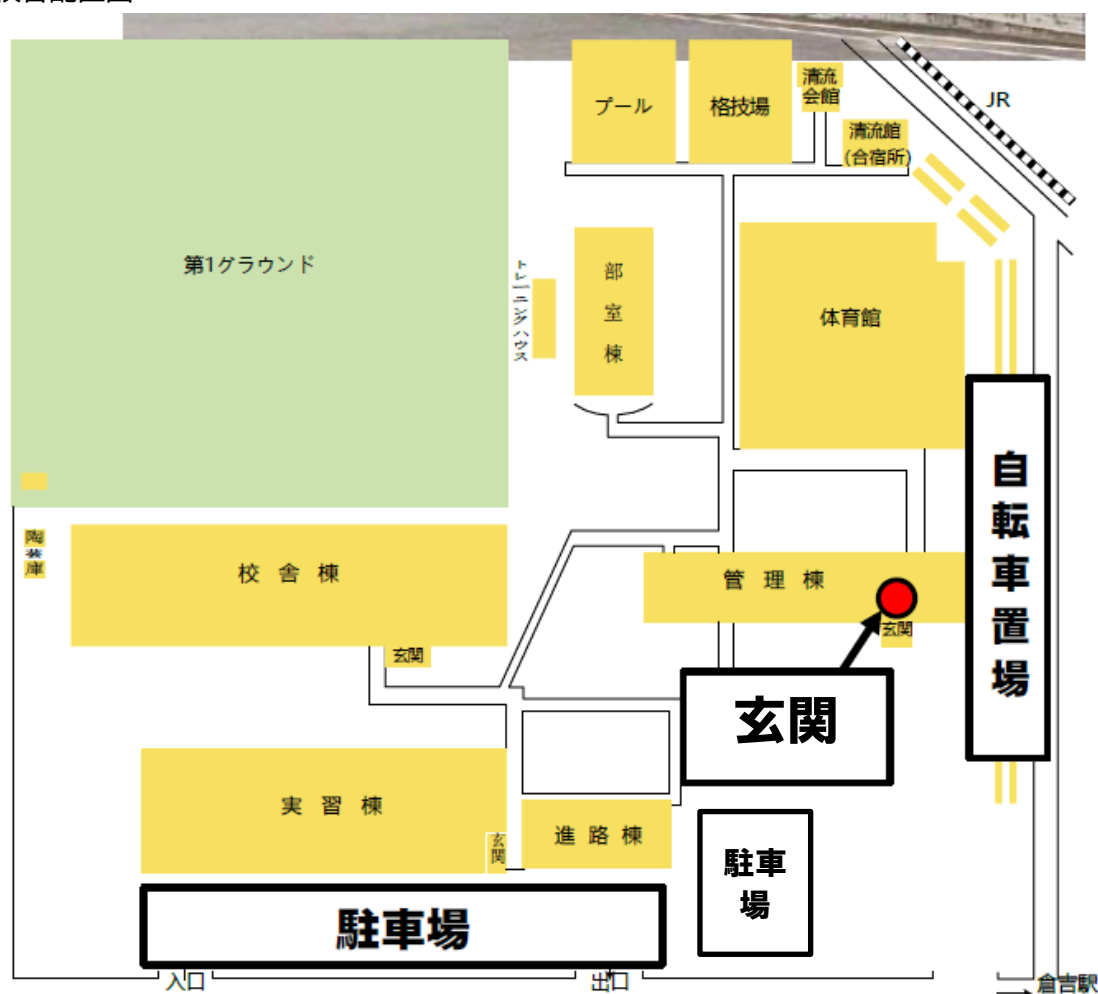 プール
格技場
清流
会館
JR
清流館
(合宿所)
第1グラウンド
トレーニングハウス
部室棟
体育館
自転車置場
陶芸庫
校舎棟
管理棟
玄関
玄関
玄関
実習棟
玄関
進路棟
駐車
場
駐車場
入口
出口
倉吉駅